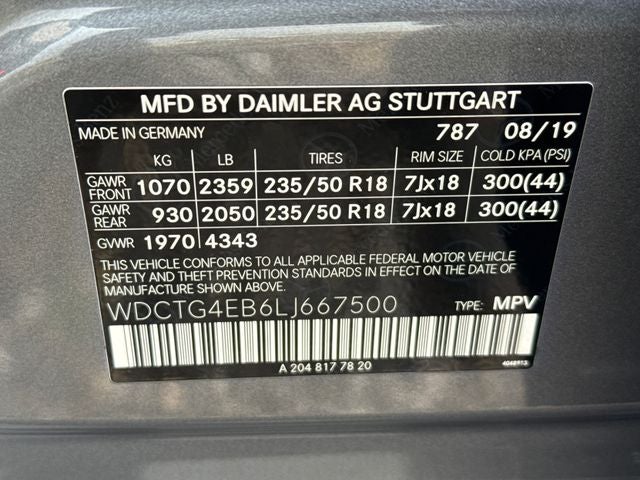 MFD BY DAIMLER AG STUTTGART
MADE IN GERMANY 787 08/19
KG LB TIRES RIM SIZE COLD KPA (PSI)
GAWR FRONT 1070 2359 235/50 R18 7Jx18 300(44)
GAWR REAR 930 2050 235/50 R18 7Jx18 300(44)
GVWR 1970 4343
THIS VEHICLE CONFORMS TO ALL APPLICABLE FEDERAL MOTOR VEHICLE
SAFETY AND THEFT PREVENTION STANDARDS IN EFFECT ON THE DATE
OF MANUFACTURE SHOWN ABOVE.
WDCTG4EB6LJ667500 TYPE: MPV
A 204 817 78 20